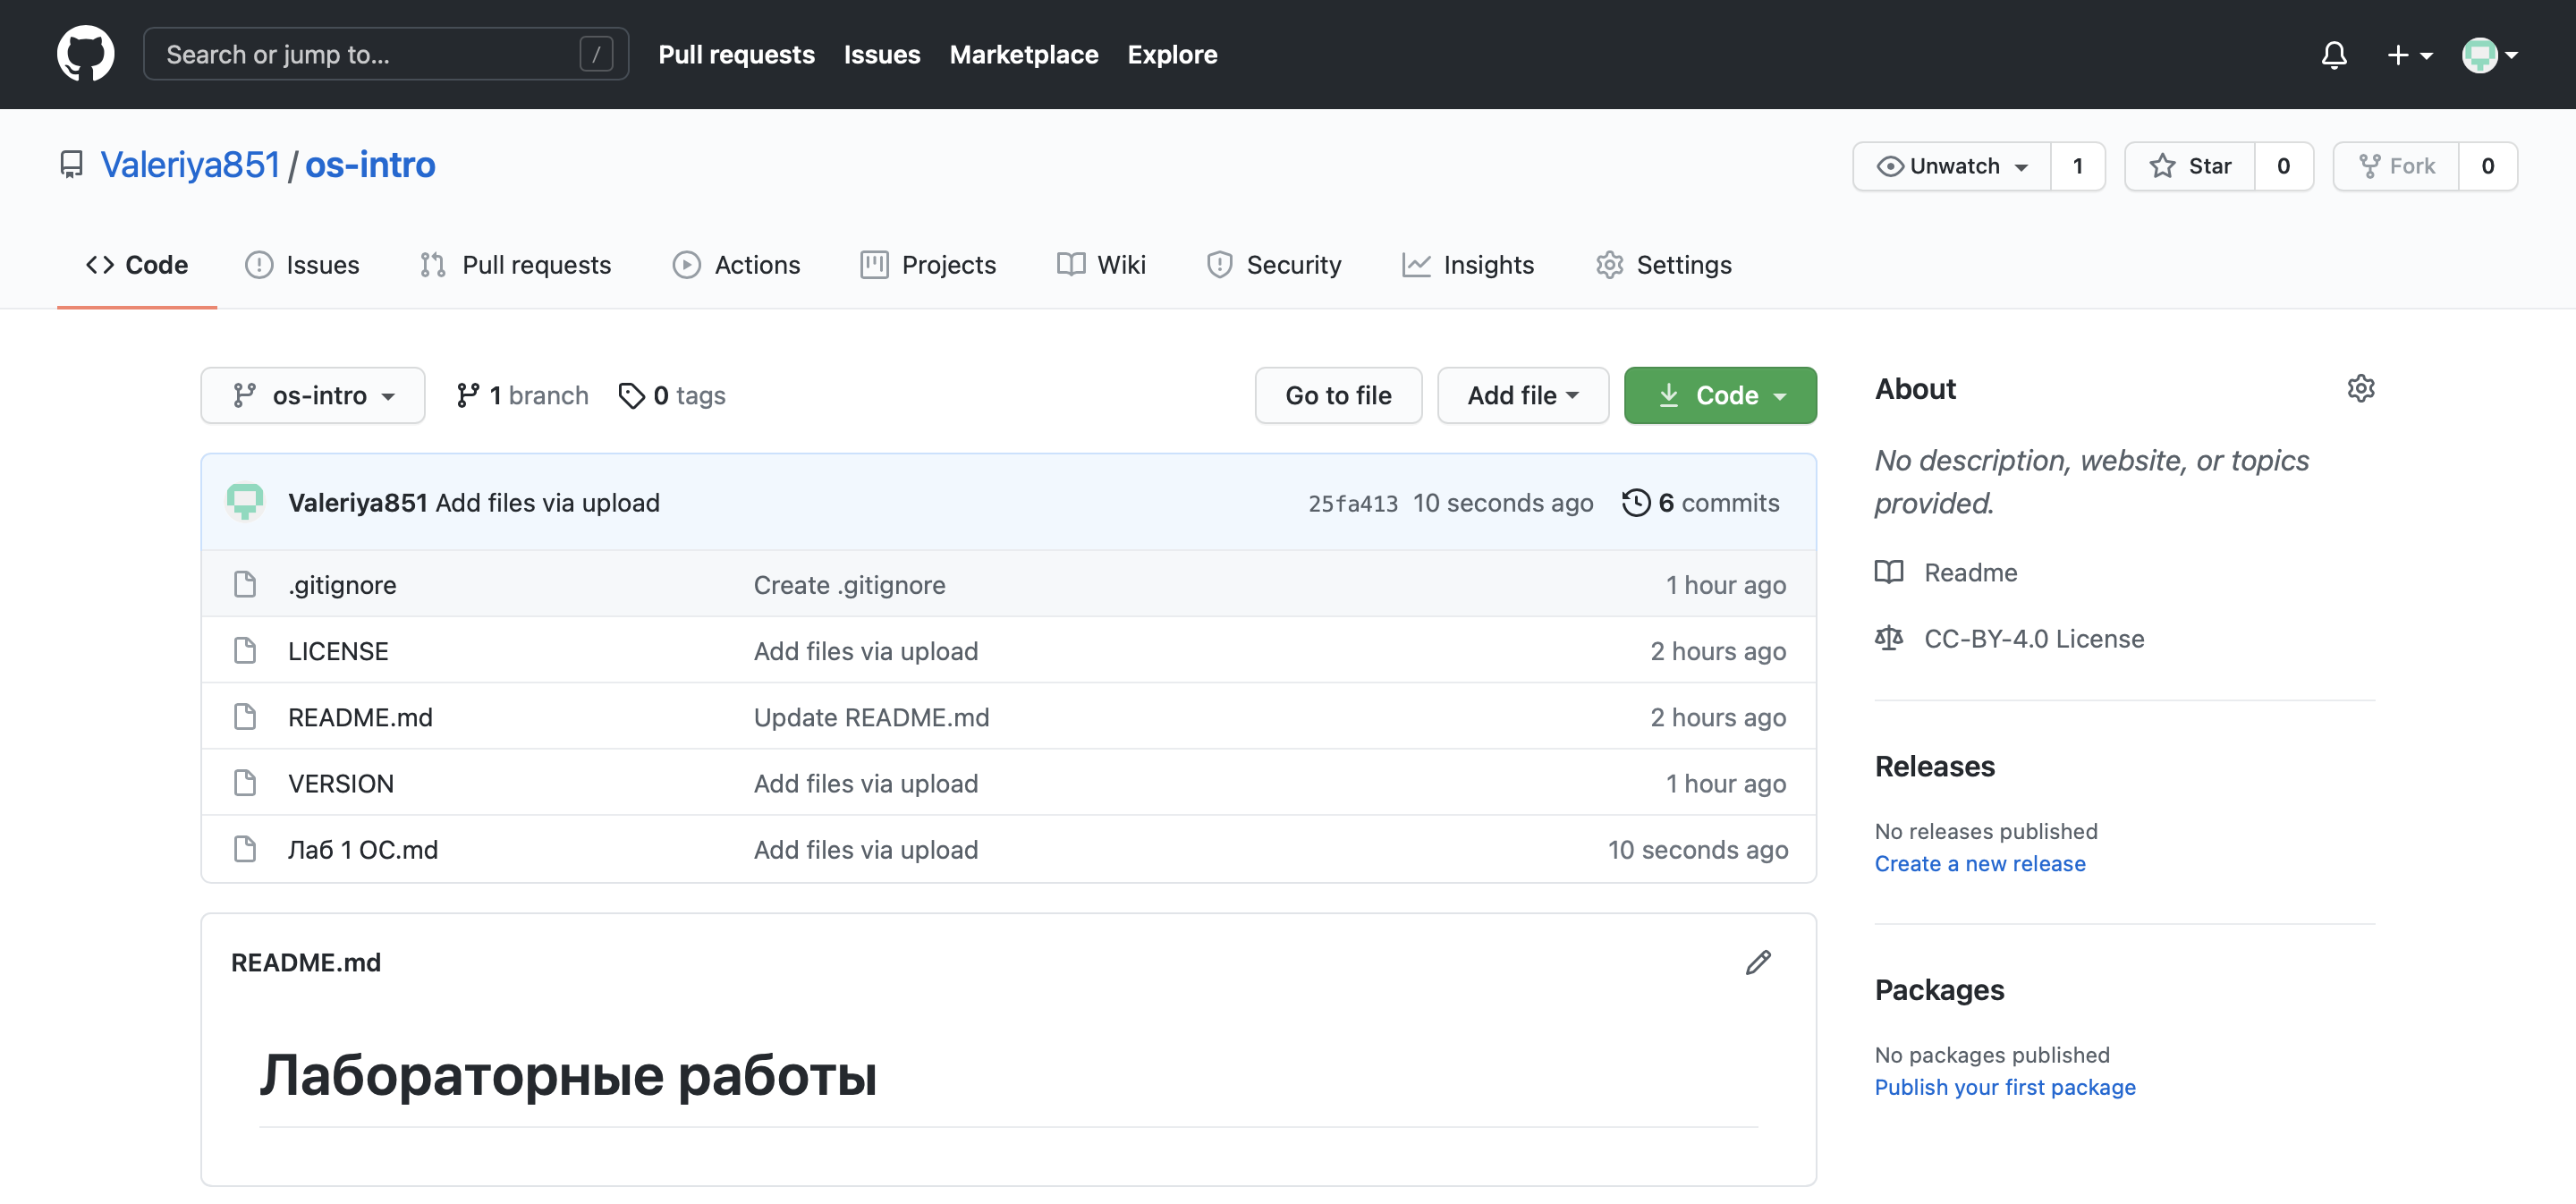 Search or jump to... /
Pull requests Issues Marketplace Explore
Valeriya851 / os-intro
Unwatch 1 Star 0 Fork 0
Code Issues Pull requests Actions Projects Wiki Security Insights Settings
os-intro 1 branch 0 tags
Go to file Add file Code
Valeriya851 Add files via upload 25fa413 10 seconds ago 6 commits
.gitignore Create .gitignore 1 hour ago
LICENSE Add files via upload 2 hours ago
README.md Update README.md 2 hours ago
VERSION Add files via upload 1 hour ago
Лаб 1 ОС.md Add files via upload 10 seconds ago
README.md
Лабораторные работы
About
No description, website, or topics
provided.
Readme
CC-BY-4.0 License
Releases
No releases published
Create a new release
Packages
No packages published
Publish your first package